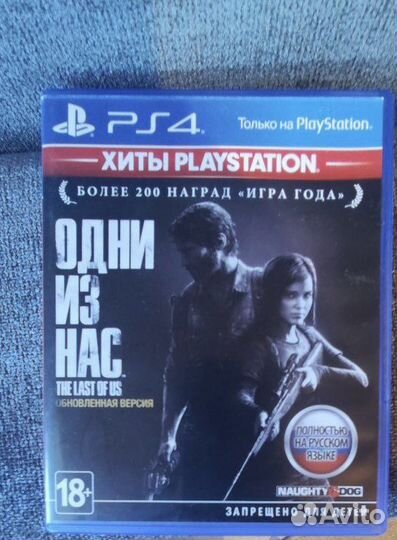 PS4
Только на PlayStation
ХИТЫ PLAYSTATION
БОЛЕЕ 200 НАГРАД «ИГРА ГОДА»
ОДНИ
ИЗ
НАС
THE LAST OF US
ОБНОВЛЕННАЯ ВЕРСИЯ
ПОЛНОСТЬЮ
НА РУССКОМ
ЯЗЫКЕ
18+
NAUGHTY DOG
ЗАПРЕЩЕНО ДЛЯ ДЕТЕЙ
Avito